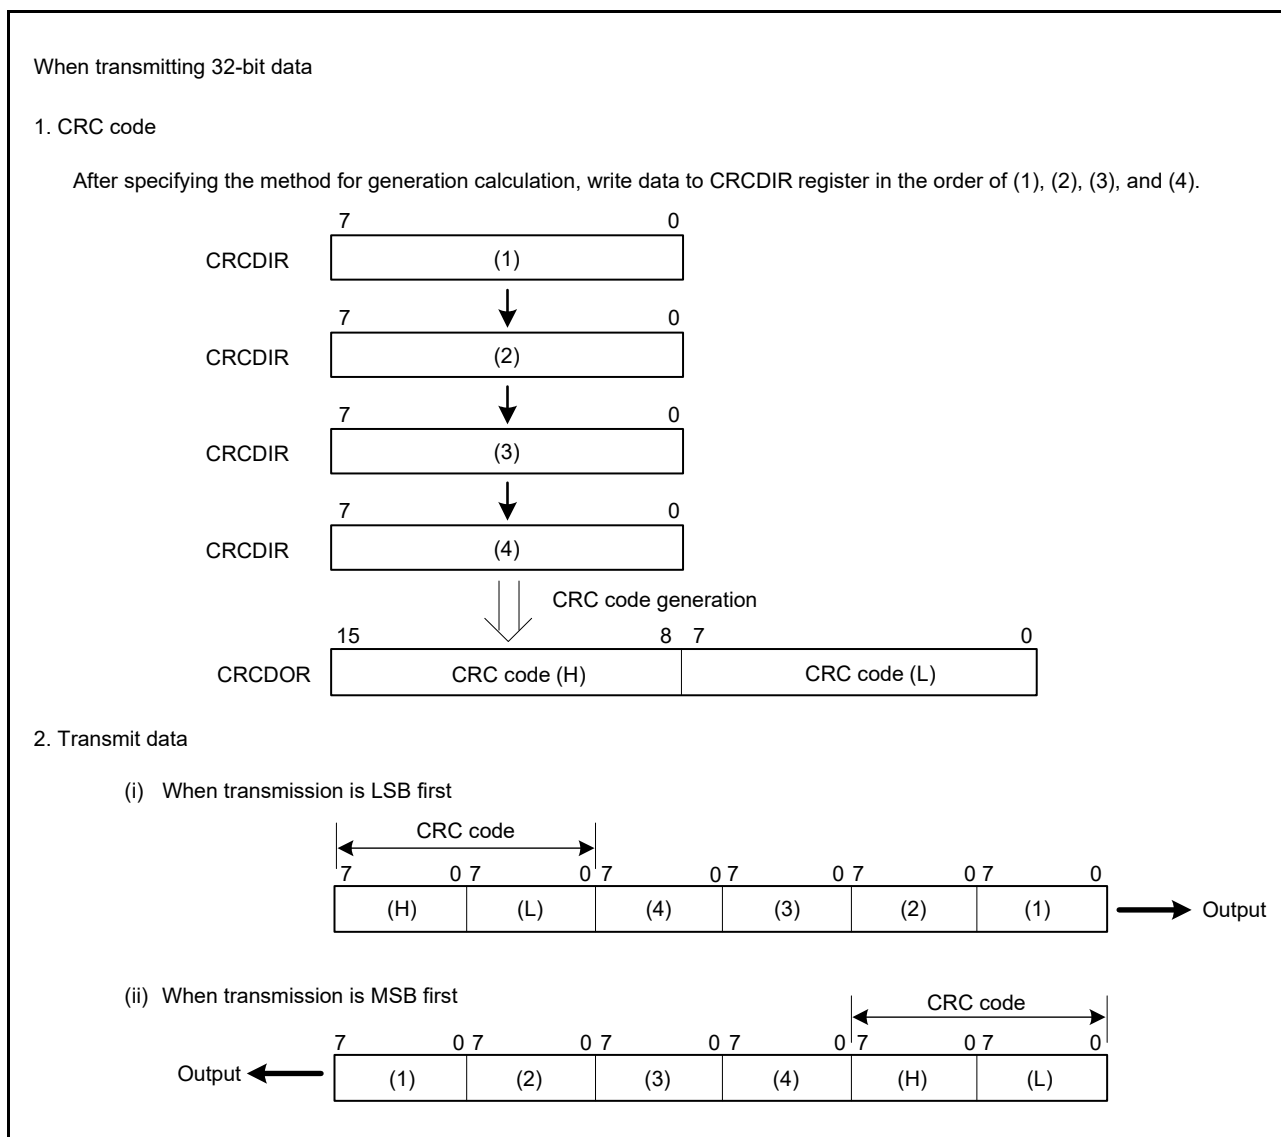 When transmitting 32-bit data
1. CRC code
After specifying the method for generation calculation, write data to CRCDIR register in the order of (1), (2), (3), and (4).
7 0
CRCDIR (1)
7 0
CRCDIR (2)
7 0
CRCDIR (3)
7 0
CRCDIR (4)
CRC code generation
15 8 7 0
CRCDOR CRC code (H) CRC code (L)
2. Transmit data
(i) When transmission is LSB first
CRC code
7 0 7 0 7 0 7 0 7 0 7 0
(H) (L) (4) (3) (2) (1) Output
(ii) When transmission is MSB first
CRC code
7 0 7 0 7 0 7 0 7 0 7 0
Output (1) (2) (3) (4) (H) (L)